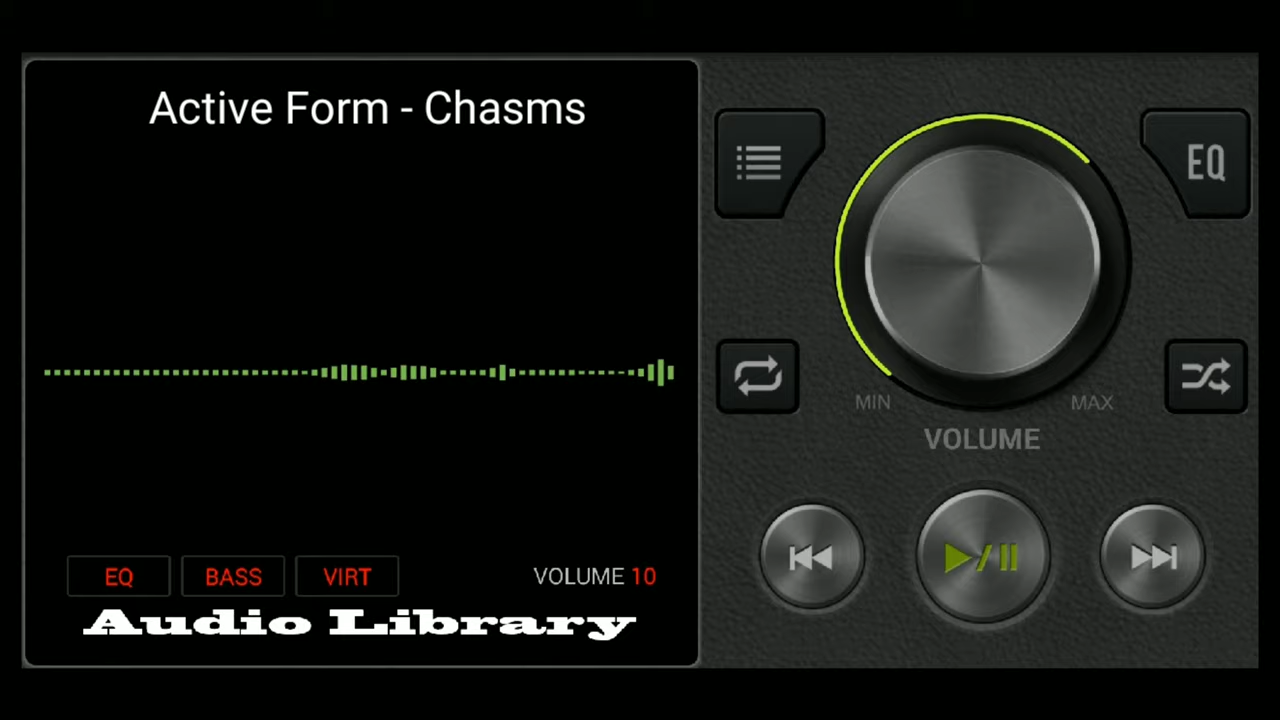 Active Form - Chasms
EQ
MIN
MAX
VOLUME
EQ BASS VIRT VOLUME 10
Audio Library